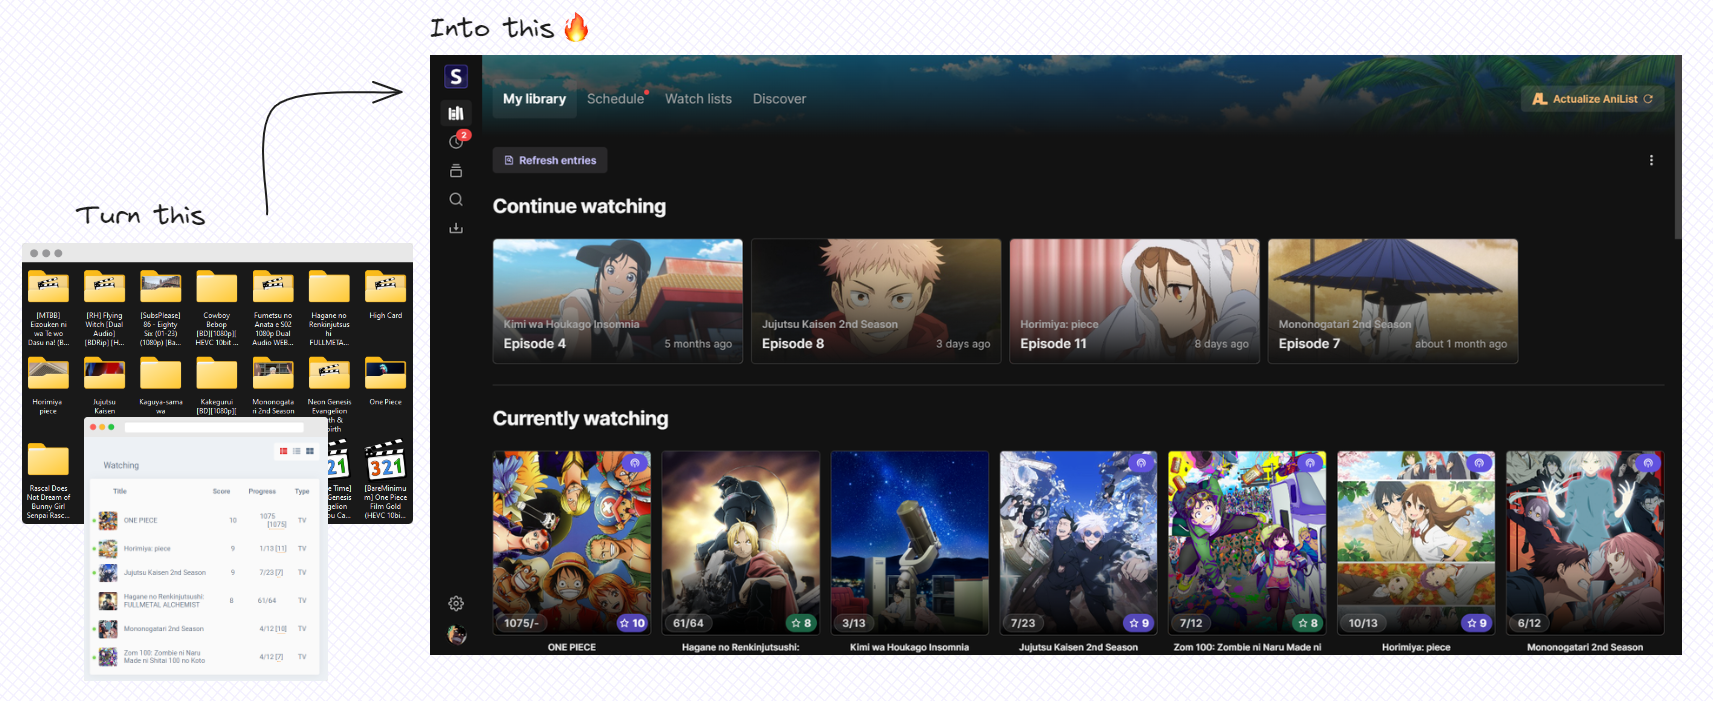 Into this 🔥
Turn this
[MTBB] Eizouken ni wa Te wo Dasu na! (B...
[RH] Flying Witch [Dual Audio] [BDRip] [H...
[SubsPlease] 86 - Eighty Six (01-23) (1080p) [Ba...
Cowboy Bebop [BD][1080p][ HEVC 10bit ...
Fumetsu no Anata e S02 1080p Dual Audio WEB...
Hagane no Renkinjutsus hi FULLMETA...
High Card
Horimiya piece
Jujutsu Kaisen
Kaguya-sama wa
Kakegurui [BD][1080p][
Mononogata ri 2nd Season
Neon Genesis Evangelion
One Piece
Rascal Does Not Dream of Bunny Girl Senpai Rasc...
[BareMinimu m] One Piece Film Gold (HEVC 10bit...
Watching
Title Score Progress Type
ONE PIECE 10 1075 [1075] TV
Horimiya: piece 9 1/13 [11] TV
Jujutsu Kaisen 2nd Season 9 7/23 [7] TV
Hagane no Renkinjutsushi: FULLMETAL ALCHEMIST 8 61/64 TV
Mononogatari 2nd Season 4/12 [10] TV
Zom 100: Zombie ni Naru Made ni Shitai 100 no Koto 4/12 [7] TV
S
2
My library Schedule Watch lists Discover
AL Actualize AniList
Refresh entries
Continue watching
Kimi wa Houkago Insomnia
Episode 4 5 months ago
Jujutsu Kaisen 2nd Season
Episode 8 3 days ago
Horimiya: piece
Episode 11 8 days ago
Mononogatari 2nd Season
Episode 7 about 1 month ago
Currently watching
1075/- 10
ONE PIECE
61/64 8
Hagane no Renkinjutsushi:
3/13
Kimi wa Houkago Insomnia
7/23 9
Jujutsu Kaisen 2nd Season
7/12 8
Zom 100: Zombie ni Naru Made ni
10/13 9
Horimiya: piece
6/12
Mononogatari 2nd Season